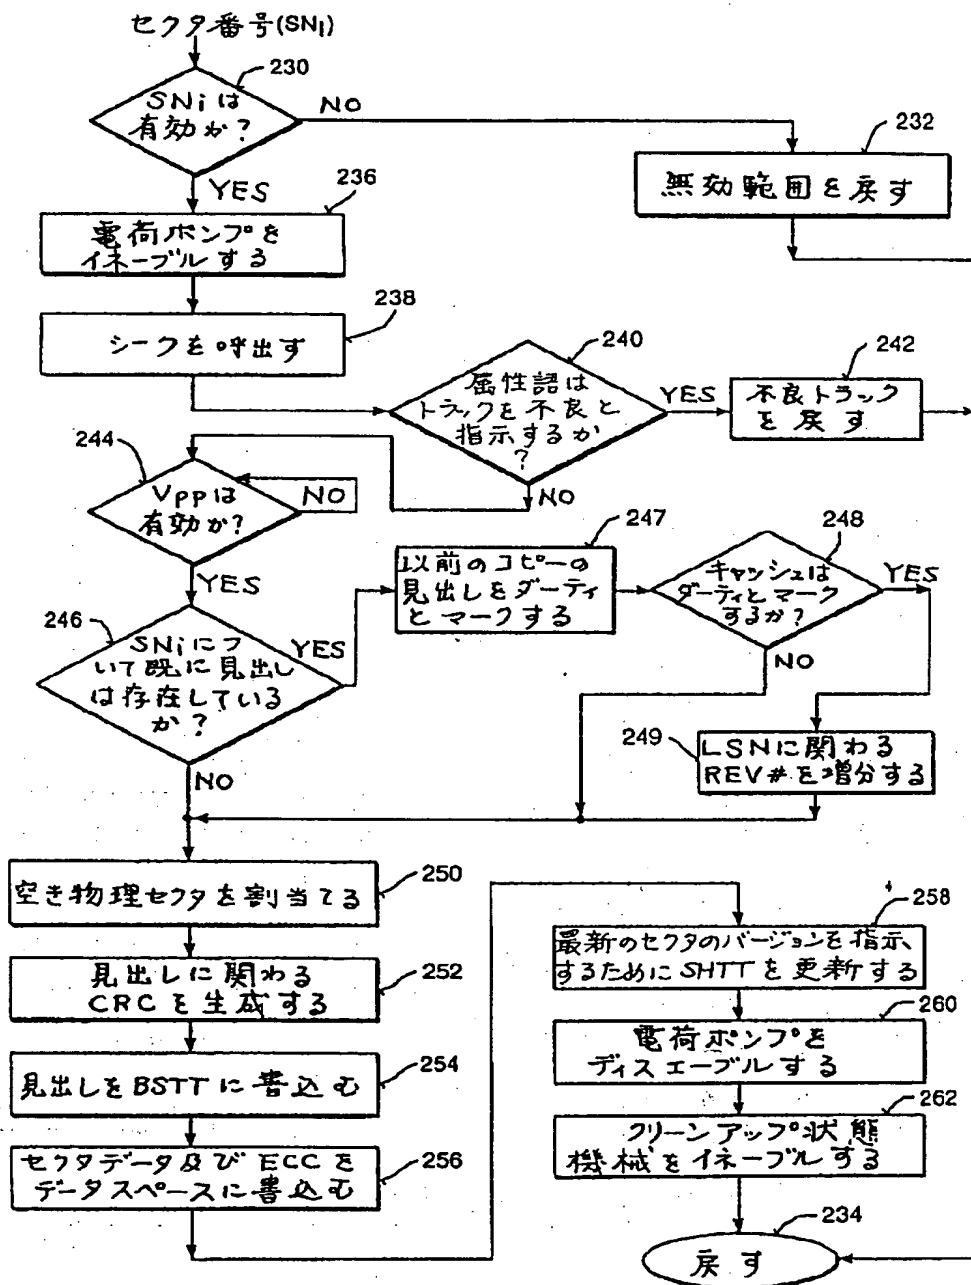 セクタ番号(SNi)
230
SNiは
有効か?
NO
232
無効範囲を戻す
YES
236
電荷ポンプを
イネーブルする
238
シークを呼出す
240
属性語は
トラックを不良と
指示するか
?
YES
242
不良トラック
を戻す
NO
244
Vppは
有効か?
NO
YES
247
以前のコピーの
見出しをダーティ
とマークする
248
キャッシュは
ダーティとマーク
するか?
YES
NO
246
SNiにつ
いて既に見出し
は存在している
か?
YES
NO
249
LSNに関わる
REV#を増分する
250
空き物理セクタを割当てる
252
見出しに関わる
CRCを生成する
254
見出しをBSTTに書込む
256
セクタデータ及びECCを
データスペースに書込む
258
最新のセクタのバージョンを指示
するためにSHTTを更新する
260
電荷ポンプを
ディスエーブルする
262
クリーンアップ状態
機械をイネーブルする
234
戻す